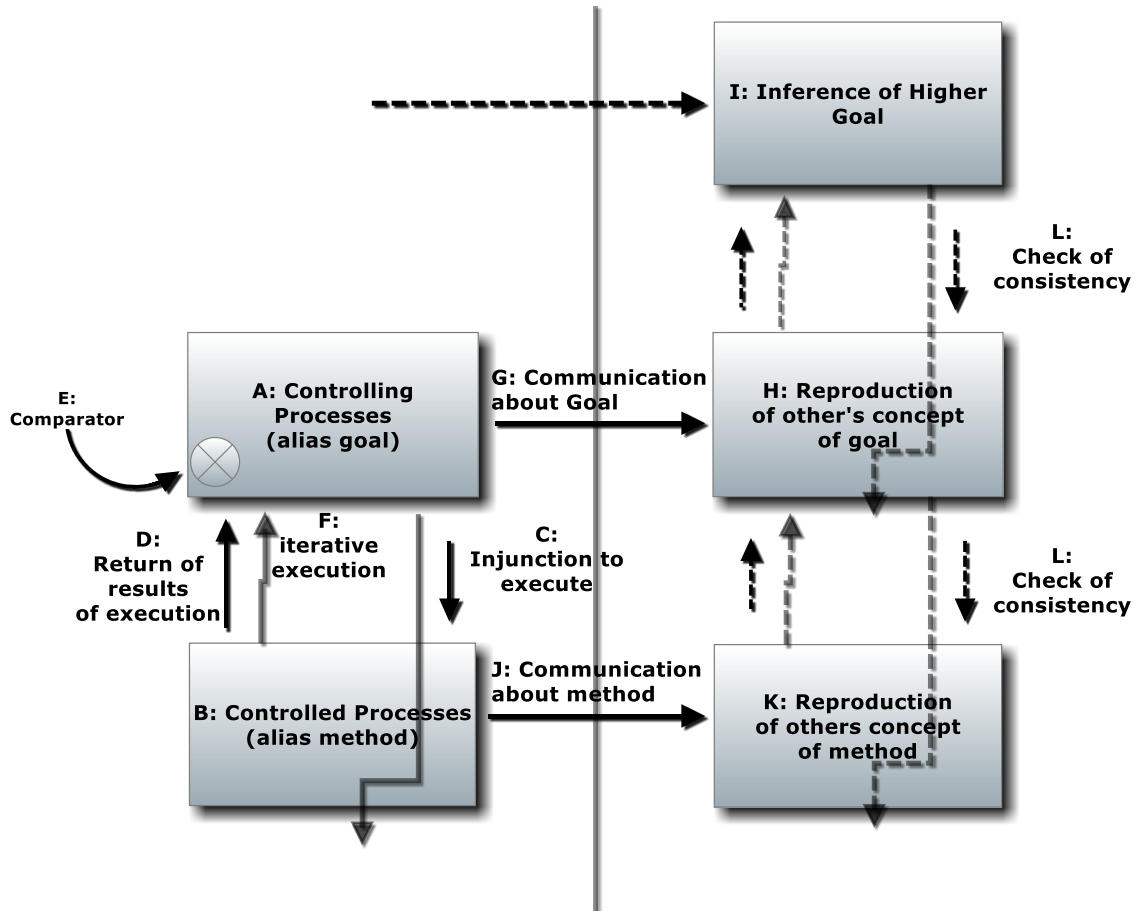 I: Inference of Higher
Goal
L:
Check of
consistency
E:
Comparator
A: Controlling
Processes
(alias goal)
G: Communication
about Goal
H: Reproduction
of other's concept
of goal
D:
Return of
results
of execution
F:
iterative
execution
C:
Injunction to
execute
L:
Check of
consistency
B: Controlled Processes
(alias method)
J: Communication
about method
K: Reproduction
of others concept
of method